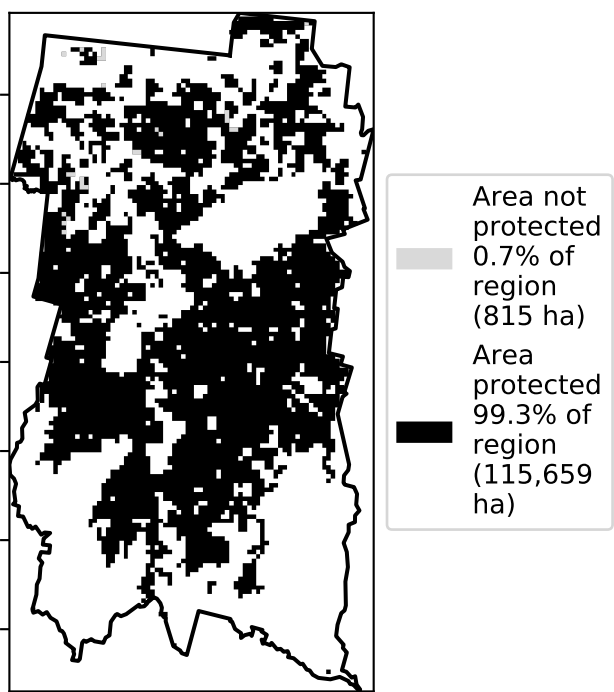 Area not
protected
0.7% of
region
(815 ha)
Area
protected
99.3% of
region
(115,659
ha)